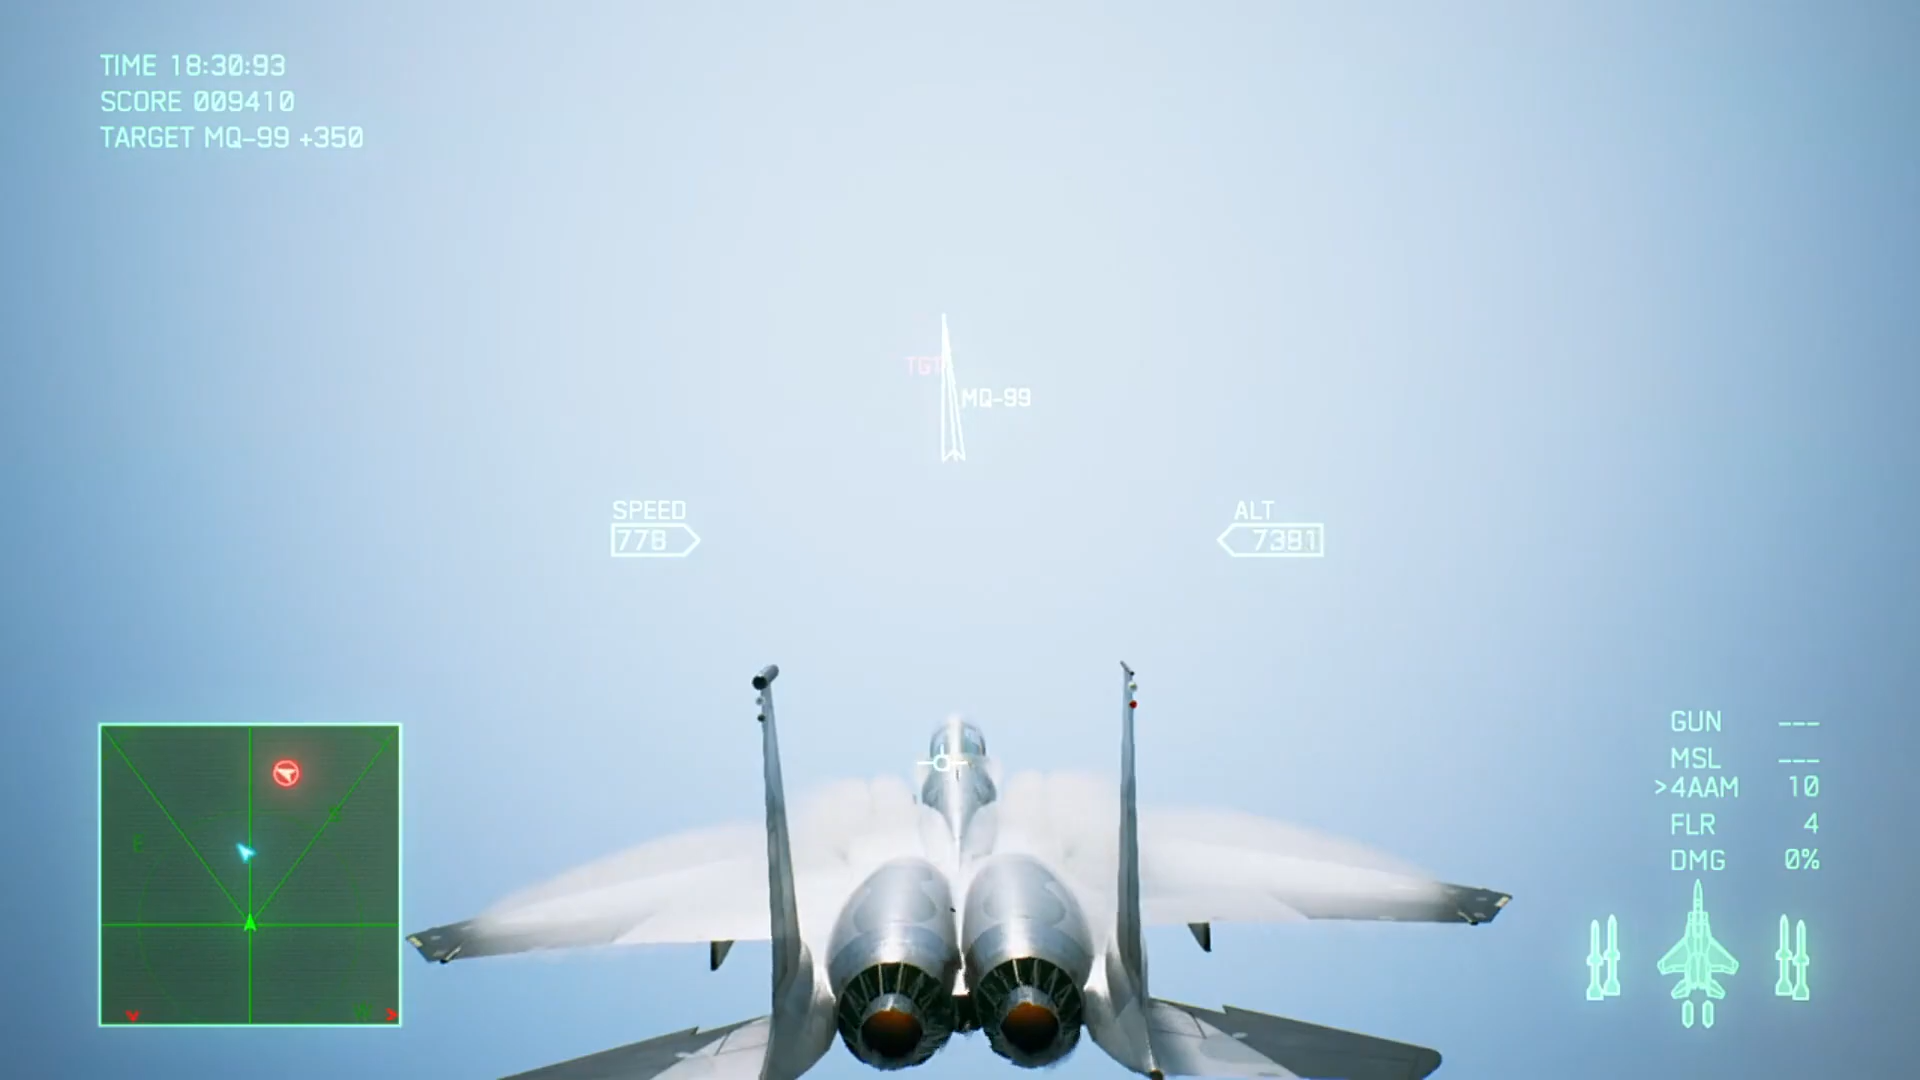 TIME 18:30:93
SCORE 009410
TARGET MQ-99 +350
TGT
MQ-99
SPEED
778
ALT
7381
GUN ---
MSL ---
>4AAM 10
FLR 4
DMG 0%
E